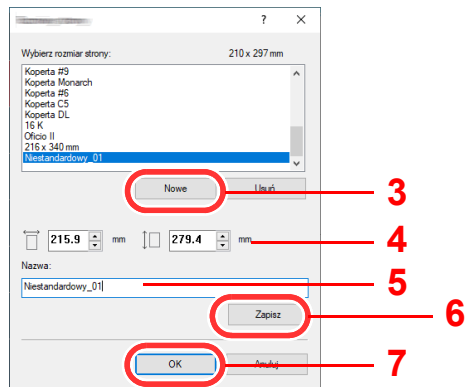 ? ×
Wybierz rozmiar strony: 210 x 297 mm
Koperta #9
Koperta Monarch
Koperta #6
Koperta C5
Koperta DL
16 K
Oficio II
216 x 340 mm
Niestandardowy_01
Nowe Usuń 3
215.9 mm 279.4 mm 4
Nazwa:
Niestandardowy_01 5
Zapisz 6
OK Anuluj 7